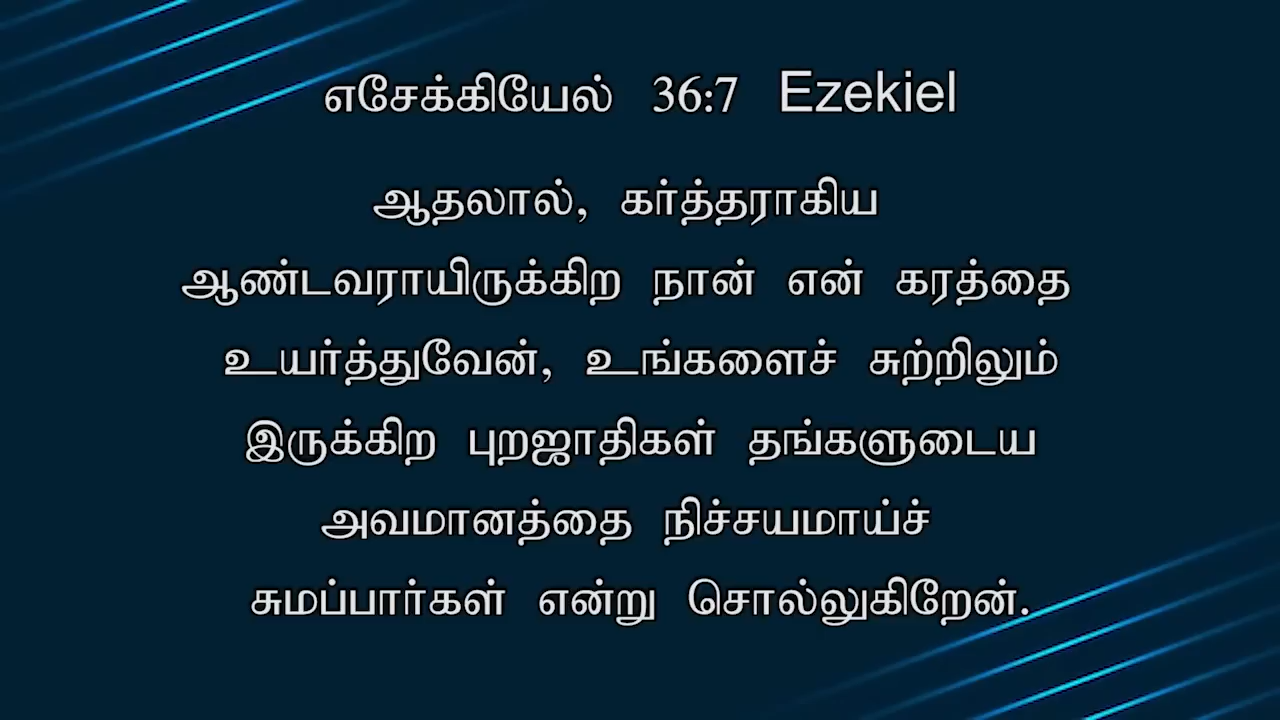 எசேக்கியேல் 36:7 Ezekiel
ஆதலால், கர்த்தராகிய
ஆண்டவராயிருக்கிற நான் என் கரத்தை
உயர்த்துவேன், உங்களைச் சுற்றிலும்
இருக்கிற புறஜாதிகள் தங்களுடைய
அவமானத்தை நிச்சயமாய்ச்
சுமப்பார்கள் என்று சொல்லுகிறேன்.